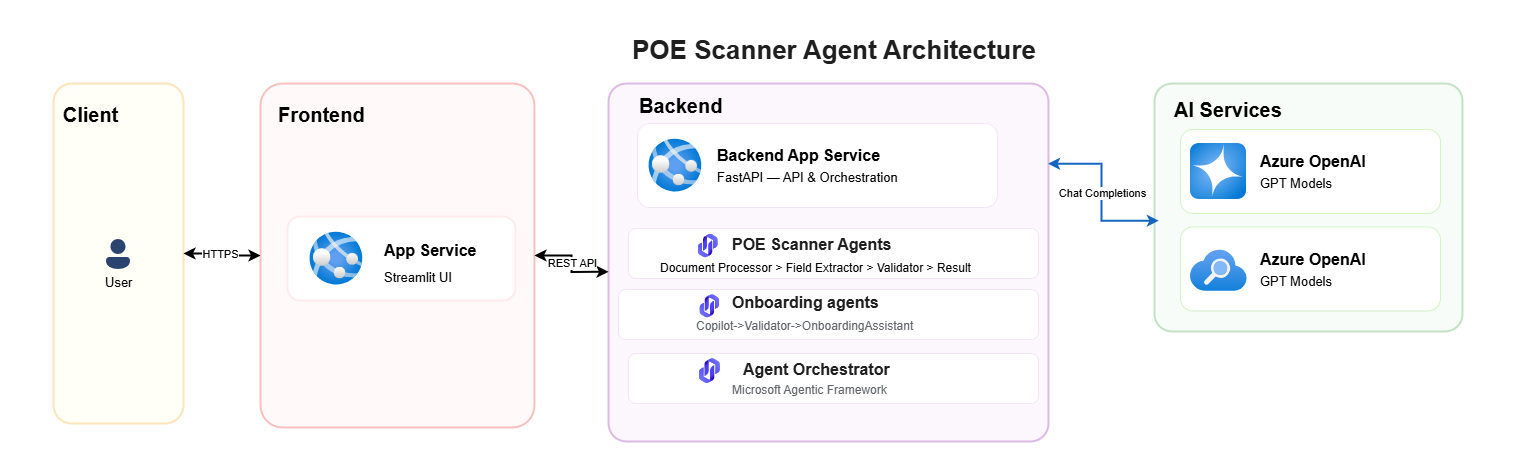 POE Scanner Agent Architecture
Client
User
HTTPS
Frontend
App Service
Streamlit UI
REST API
Backend
Backend App Service
FastAPI — API & Orchestration
POE Scanner Agents
Document Processor > Field Extractor > Validator > Result
Onboarding agents
Copilot->Validator->OnboardingAssistant
Agent Orchestrator
Microsoft Agentic Framework
Chat Completions
AI Services
Azure OpenAI
GPT Models
Azure OpenAI
GPT Models